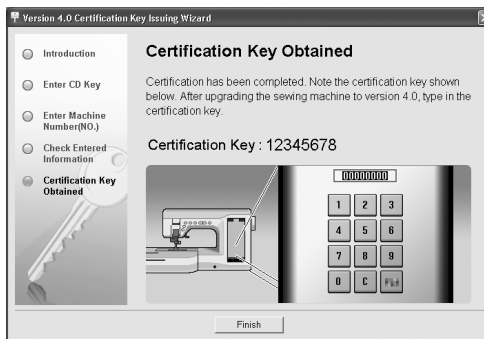 Version 4.0 Certification Key Issuing Wizard
Introduction
Enter CD Key
Enter Machine
Number(NO.)
Check Entered
Information
Certification Key
Obtained
Certification Key Obtained
Certification has been completed. Note the certification key shown
below. After upgrading the sewing machine to version 4.0, type in the
certification key.
Certification Key : 12345678
00000000
1 2 3
4 5 6
7 8 9
0 C
Finish